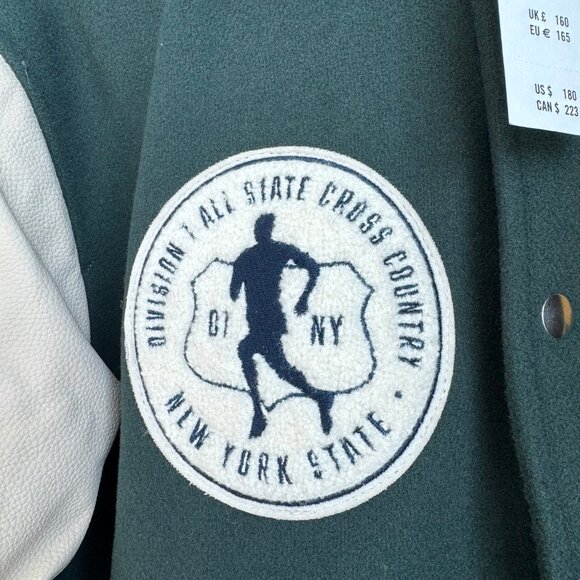 UK £ 160
EU € 165
US $ 180
CAN $ 223
DIVISION 1 ALL STATE CROSS COUNTRY •
01 NY
NEW YORK STATE